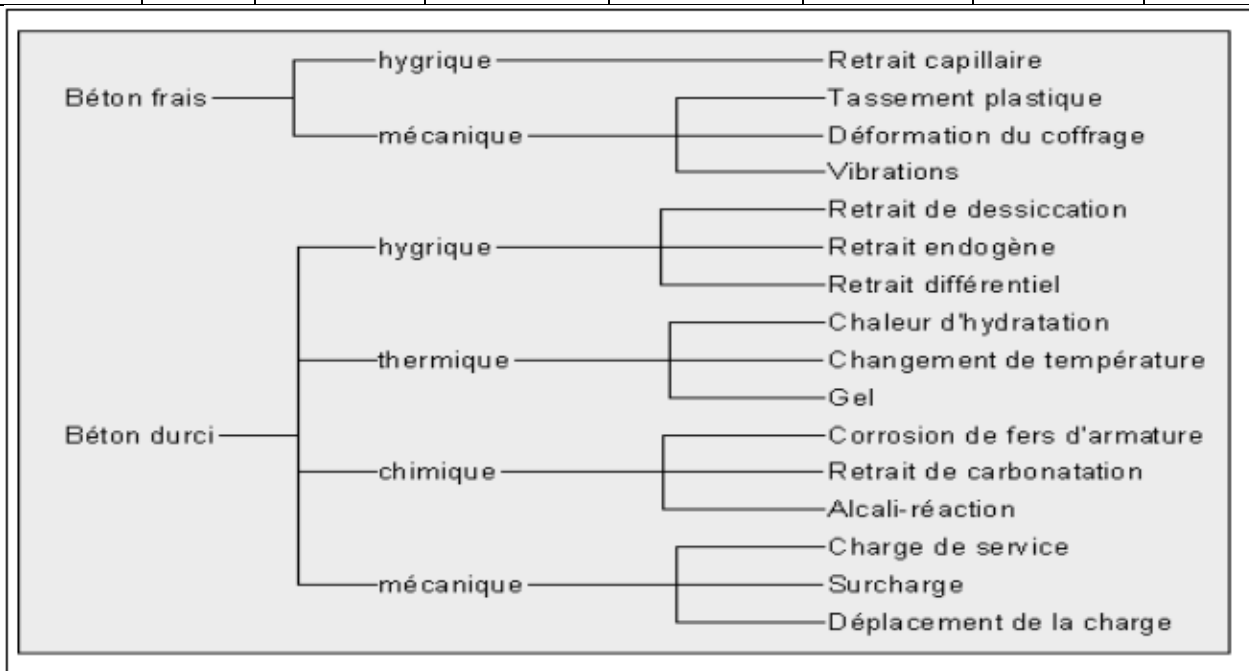 hygrique Retrait capillaire
Béton frais Tassement plastique
mécanique Déformation du coffrage
Vibrations
Retrait de dessiccation
hygrique Retrait endogène
Retrait différentiel
Chaleur d'hydratation
thermique Changement de température
Gel
Béton durci Corrosion de fers d'armature
chimique Retrait de carbonatation
Alcali-réaction
Charge de service
mécanique Surcharge
Déplacement de la charge